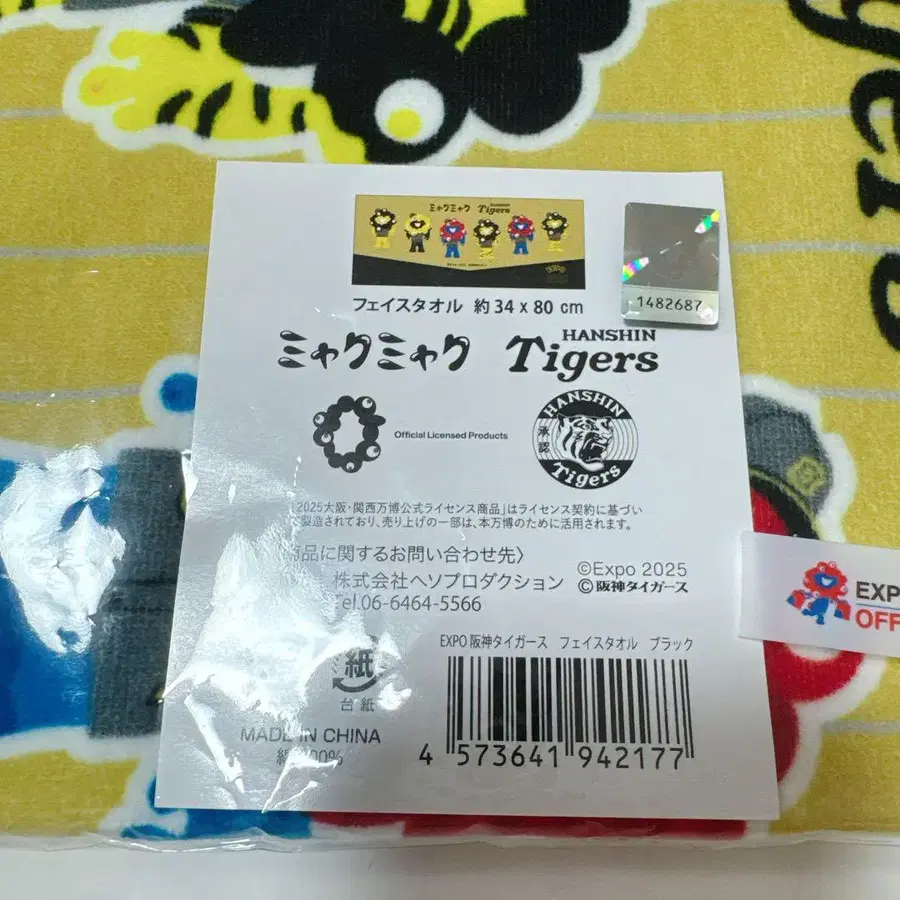 ミャクミャク HANSHIN Tigers
1482687
フェイスタオル 約34 x 80 cm
ミャクミャク HANSHIN Tigers
Official Licensed Products
HANSHIN
承認
Tigers
2025大阪・関西万博公式ライセンス商品」はライセンス契約に基づい
て製造されており、売り上げの一部は、本万博のために活用されます。
品に関するお問い合わせ先〉
株式会社ヘソプロダクション
Tel.06-6464-5566
©Expo 2025
©阪神タイガース
EXPO 阪神タイガース フェイスタオル ブラック
紙
台紙
MADE IN CHINA
4 573641 942177
EXP
OFF